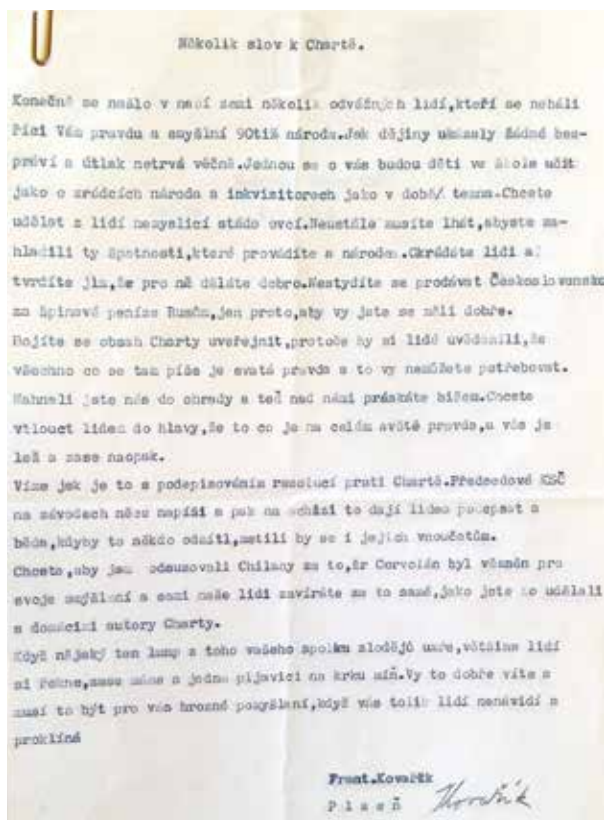 Několik slov k Chartě.
Konečně se našlo v naší zemi několik odvážných lidí,kteří se nebáli
říci Vám pravdu a smyšlní 90ti% národa.Jak dějiny ukázaly žádné bez-
práví a útlak netrvá věčně.Jednou se o vás budou děti ve škole učit
jako o zrádcích národa a inkvizitorech jako v době temna.Chcete
udělat z lidí nemyslící stádo ovcí.Neustále musíte lhát,abyste za-
hladili ty špatnosti,které provádíte s národem.Okrádáte lidi a
tvrdíte jim,že pro ně děláte dobro.Nestydíte se prodávat Československo
za špinavé peníze Rusům,jen proto,aby vy jste se měli dobře.
Bojíte se obsah Charty uveřejnit,protože by si lidé uvědomili,že
všechno co se tam píše je svatá pravda a to vy nemůžete potřebovat.
Nahnali jste nás do ohrady a teď nad námi práskáte bičem.Chcete
vtlouct lidem do hlavy,že to co je na celém světě pravda,u vás je
lež a zase naopak.
Víme jak je to s podepisováním resolucí proti Chartě.Předsedové KSČ
na závodech něco napíší a pak na schůzi to dají lidem podepsat a
běda,kdyby to někdo odmítl,mstili by se i jejich vnoučatům.
Chcete,aby jsme odsuzovali Chilany za to,že Corvolán byl vězněn pro
svoje smýšlení a sami naše lidi zavíráte za to samé,jako jste to udělali
s domácími autory Charty.
Když nějaký ten lump z toho vašeho spolku zlodějů umře,většina lidí
si řekne,zase máme o jednu pijavici na krku míň.Vy to dobře víte a
musí to být pro vás hrozné pomyšlení,když vás tolik lidí nenávidí a
proklíná
Frant.Kovařík
Plzeň Kovařík